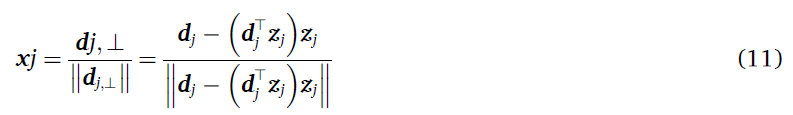 xj = dj, ⊥ / ||d_{j,⊥}|| = d_j − (d_j^⊤ z_j) z_j / ||d_j − (d_j^⊤ z_j) z_j|| (11)